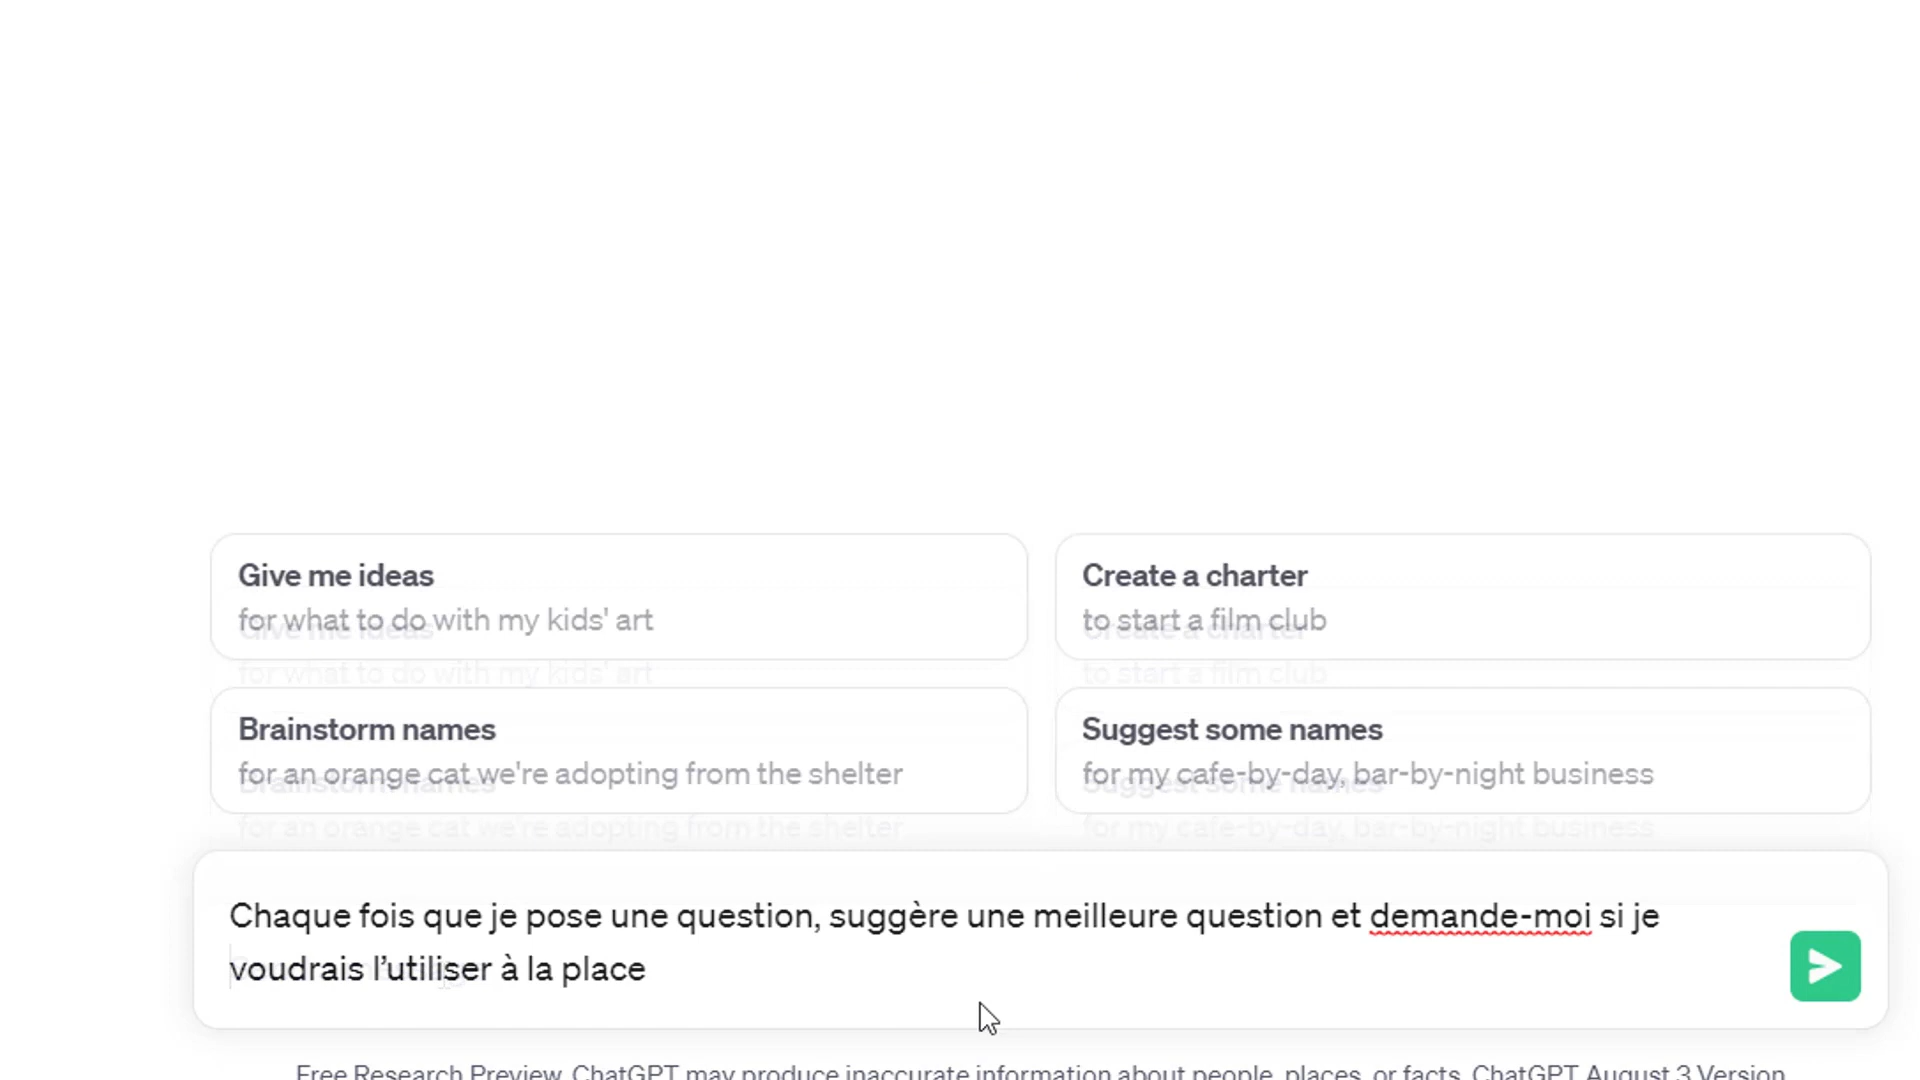 Give me ideas
for what to do with my kids' art
Create a charter
to start a film club
Brainstorm names
for an orange cat we're adopting from the shelter
Suggest some names
for my cafe-by-day, bar-by-night business
Chaque fois que je pose une question, suggère une meilleure question et demande-moi si je
voudrais l’utiliser à la place
Free Research Preview. ChatGPT may produce inaccurate information about people, places, or facts. ChatGPT August 3 Version